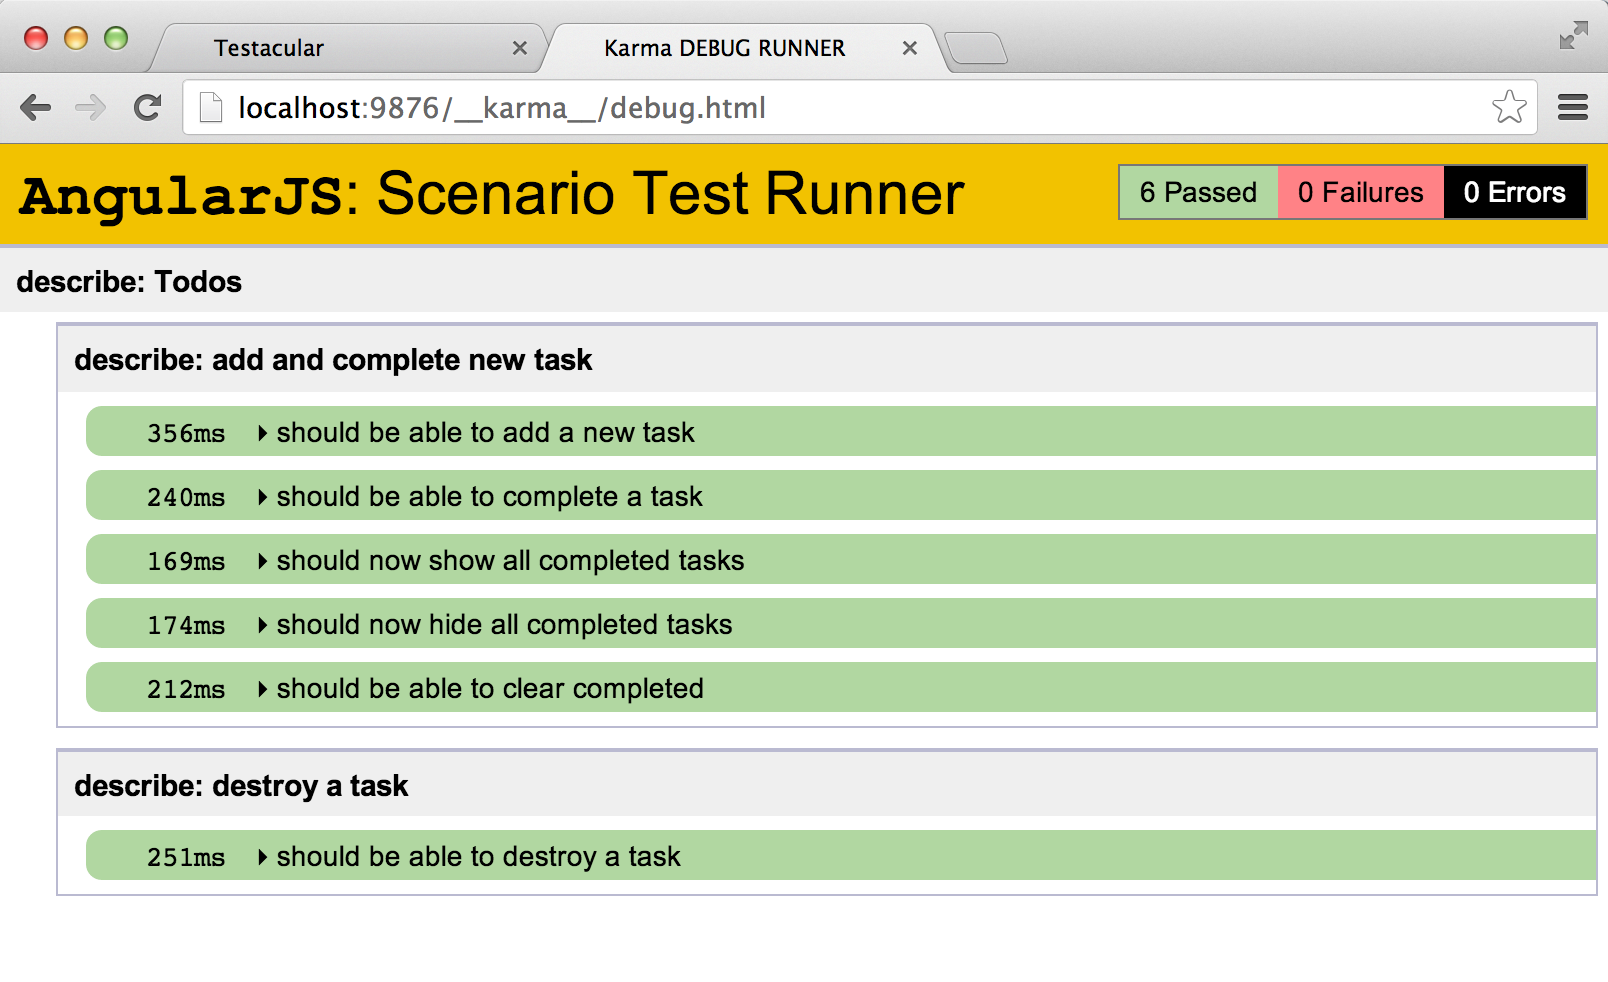 Testacular
Karma DEBUG RUNNER
localhost:9876/__karma__/debug.html
AngularJS: Scenario Test Runner
6 Passed 0 Failures 0 Errors
describe: Todos
describe: add and complete new task
356ms should be able to add a new task
240ms should be able to complete a task
169ms should now show all completed tasks
174ms should now hide all completed tasks
212ms should be able to clear completed
describe: destroy a task
251ms should be able to destroy a task